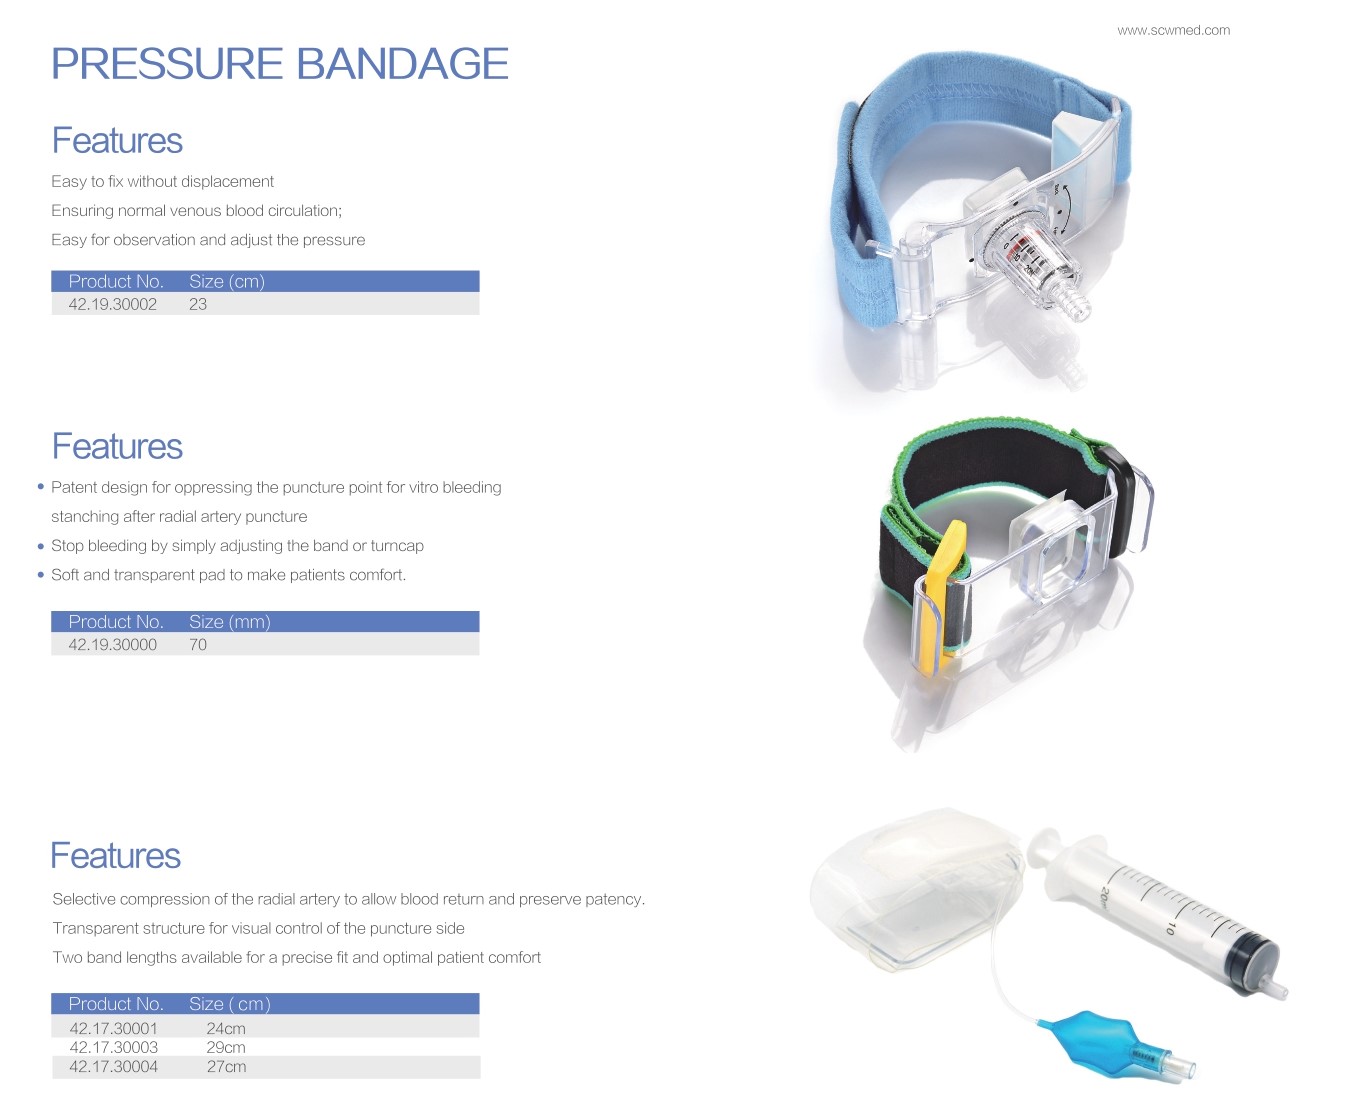 www.scwmed.com
PRESSURE BANDAGE
Features
Easy to fix without displacement
Ensuring normal venous blood circulation;
Easy for observation and adjust the pressure
Product No. Size (cm)
42.19.30002 23
Features
• Patent design for oppressing the puncture point for vitro bleeding
stanching after radial artery puncture
• Stop bleeding by simply adjusting the band or turncap
• Soft and transparent pad to make patients comfort.
Product No. Size (mm)
42.19.30000 70
Features
Selective compression of the radial artery to allow blood return and preserve patency.
Transparent structure for visual control of the puncture side
Two band lengths available for a precise fit and optimal patient comfort
Product No. Size ( cm)
42.17.30001 24cm
42.17.30003 29cm
42.17.30004 27cm
20
10